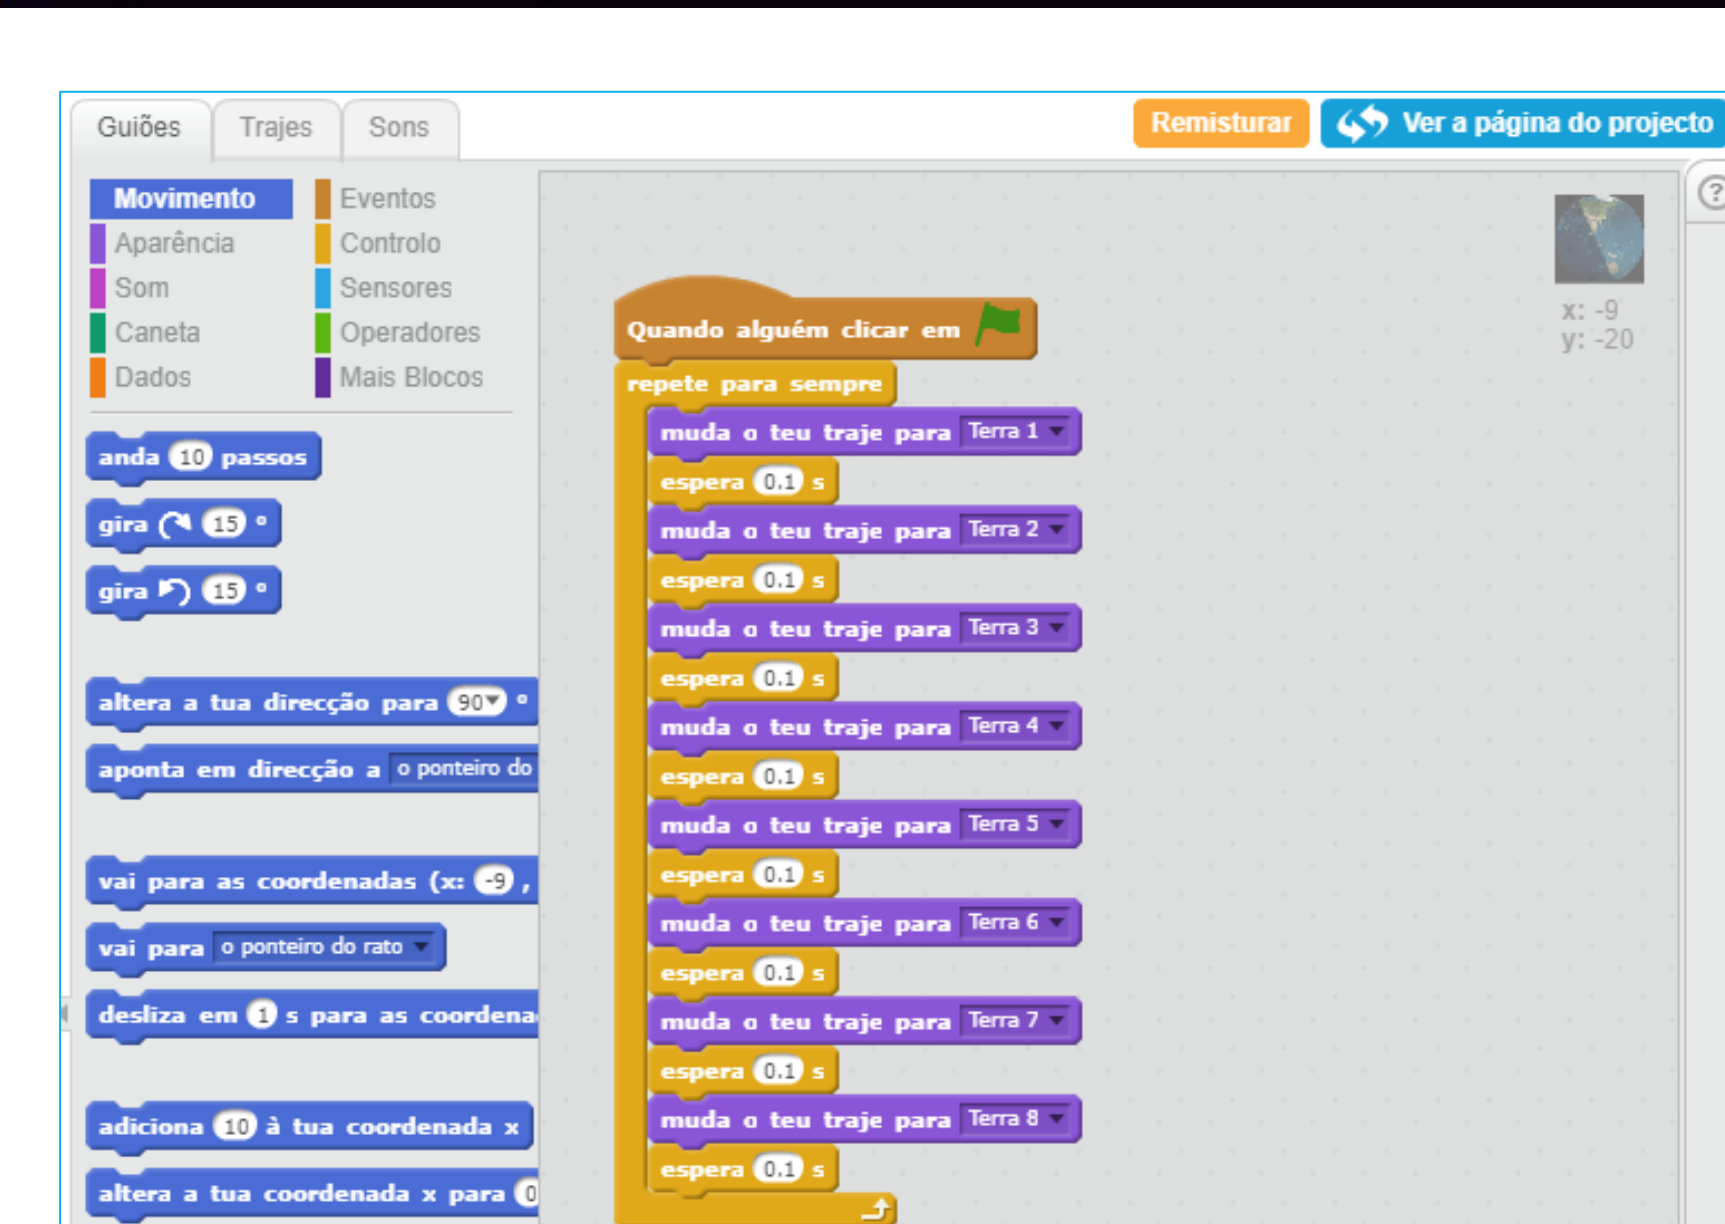 Guiões Trajes Sons Remisturar Ver a página do projecto
Movimento Eventos
Aparência Controlo
Som Sensores
Caneta Operadores
Dados Mais Blocos
anda 10 passos
gira 15 °
gira 15 °
altera a tua direcção para 90 °
aponta em direcção a o ponteiro do
vai para as coordenadas (x: -9 ,
vai para o ponteiro do rato
desliza em 1 s para as coordena
adiciona 10 à tua coordenada x
altera a tua coordenada x para 0
Quando alguém clicar em
repete para sempre
muda o teu traje para Terra 1
espera 0.1 s
muda o teu traje para Terra 2
espera 0.1 s
muda o teu traje para Terra 3
espera 0.1 s
muda o teu traje para Terra 4
espera 0.1 s
muda o teu traje para Terra 5
espera 0.1 s
muda o teu traje para Terra 6
espera 0.1 s
muda o teu traje para Terra 7
espera 0.1 s
muda o teu traje para Terra 8
espera 0.1 s
x: -9
y: -20
?